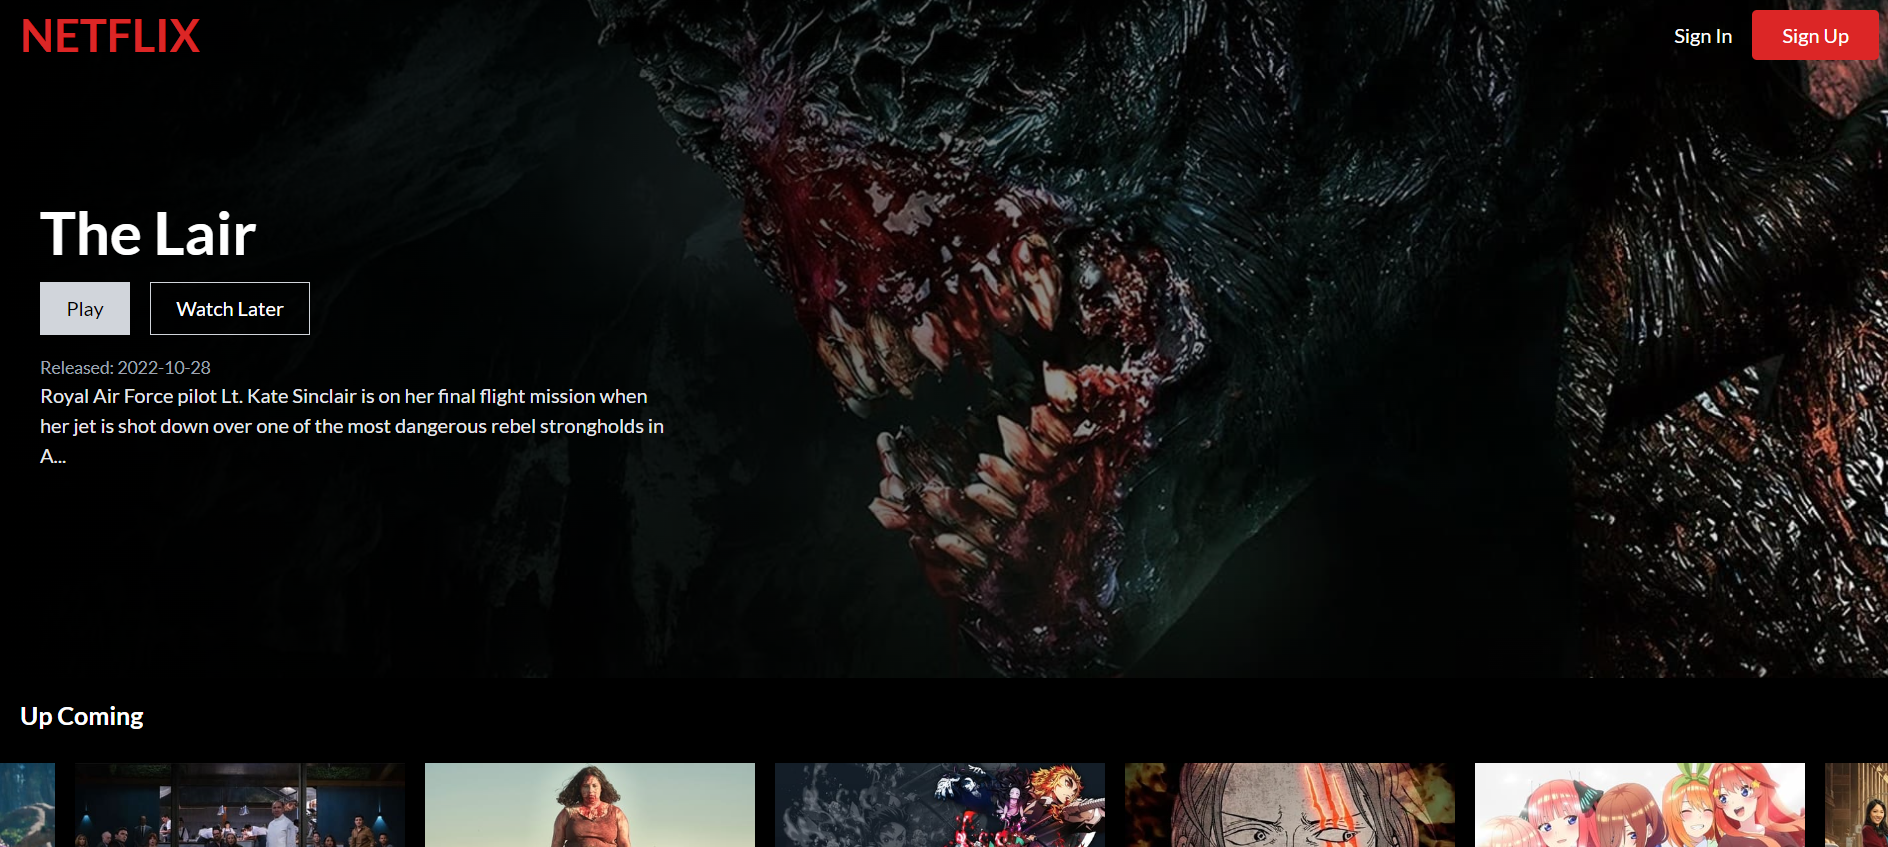 NETFLIX
Sign In
Sign Up
The Lair
Play
Watch Later
Released: 2022-10-28
Royal Air Force pilot Lt. Kate Sinclair is on her final flight mission when
her jet is shot down over one of the most dangerous rebel strongholds in
A...
Up Coming